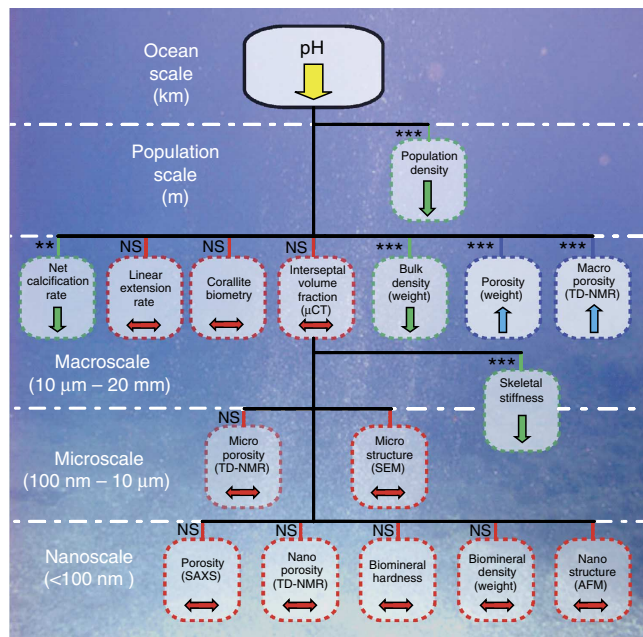 Ocean
scale
(km)
pH
Population
scale
(m)
***
Population
density
**
NS
NS
NS
***
***
***
Net
calcification
rate
Linear
extension
rate
Corallite
biometry
Interseptal
volume
fraction
(μCT)
Bulk
density
(weight)
Porosity
(weight)
Macro
porosity
(TD-NMR)
Macroscale
(10 μm – 20 mm)
***
Skeletal
stiffness
NS
Micro
porosity
(TD-NMR)
Micro
structure
(SEM)
Microscale
(100 nm – 10 μm)
NS
NS
NS
NS
Nanoscale
(<100 nm )
Porosity
(SAXS)
Nano
porosity
(TD-NMR)
Biomineral
hardness
Biomineral
density
(weight)
Nano
structure
(AFM)